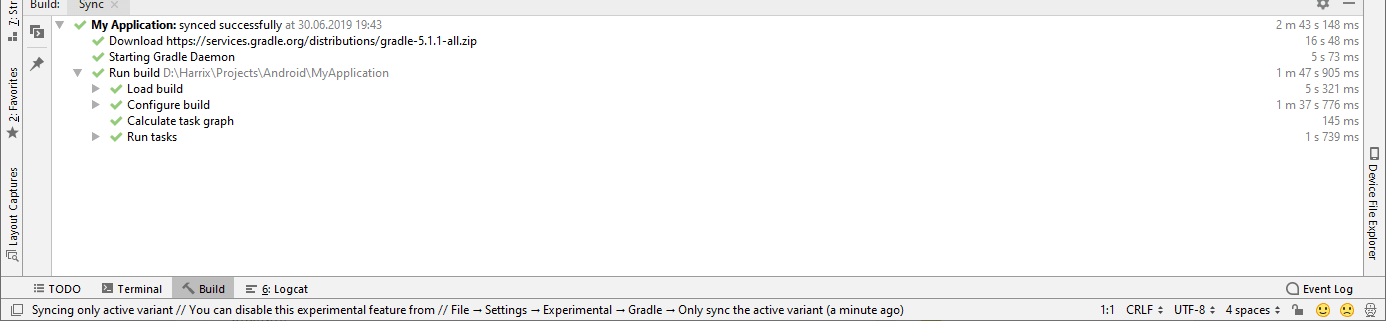 Build: Sync
My Application: synced successfully at 30.06.2019 19:43 2 m 43 s 148 ms
Download https://services.gradle.org/distributions/gradle-5.1.1-all.zip 16 s 48 ms
Starting Gradle Daemon 5 s 73 ms
Run build D:\Harrix\Projects\Android\MyApplication 1 m 47 s 905 ms
Load build 5 s 321 ms
Configure build 1 m 37 s 776 ms
Calculate task graph 145 ms
Run tasks 1 s 739 ms
7: Str
2: Favorites
Layout Captures
Device File Explorer
TODO Terminal Build 6: Logcat Event Log
Syncing only active variant // You can disable this experimental feature from // File → Settings → Experimental → Gradle → Only sync the active variant (a minute ago) 1:1 CRLF UTF-8 4 spaces